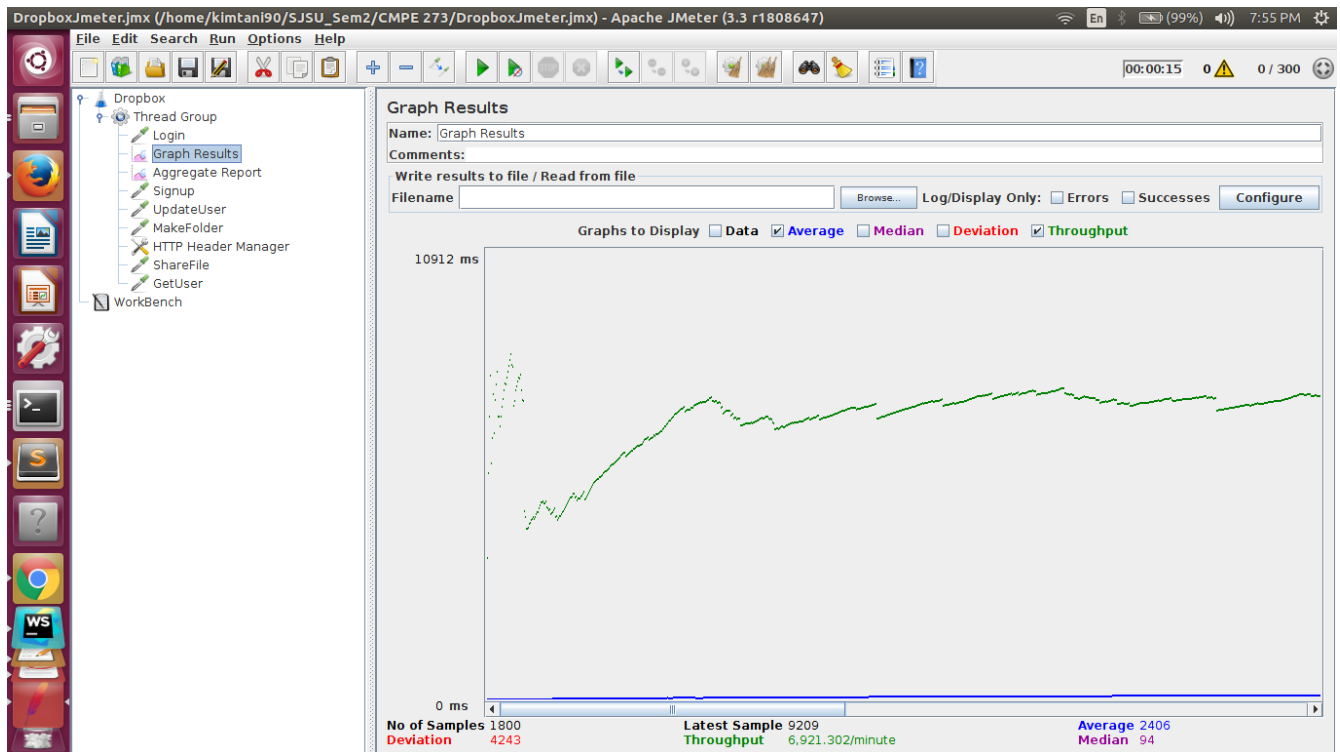 DropboxJmeter.jmx (/home/kimtani90/SJSU_Sem2/CMPE 273/DropboxJmeter.jmx) - Apache JMeter (3.3 r1808647)
En (99%) 7:55 PM
File Edit Search Run Options Help
00:00:15 0 0 / 300
Dropbox
Thread Group
Login
Graph Results
Aggregate Report
Signup
UpdateUser
MakeFolder
HTTP Header Manager
ShareFile
GetUser
WorkBench
Graph Results
Name: Graph Results
Comments:
Write results to file / Read from file
Filename Browse... Log/Display Only: Errors Successes Configure
Graphs to Display Data Average Median Deviation Throughput
10912 ms
0 ms
No of Samples 1800 Latest Sample 9209 Average 2406
Deviation 4243 Throughput 6,921.302/minute Median 94
>_
S
?
WS